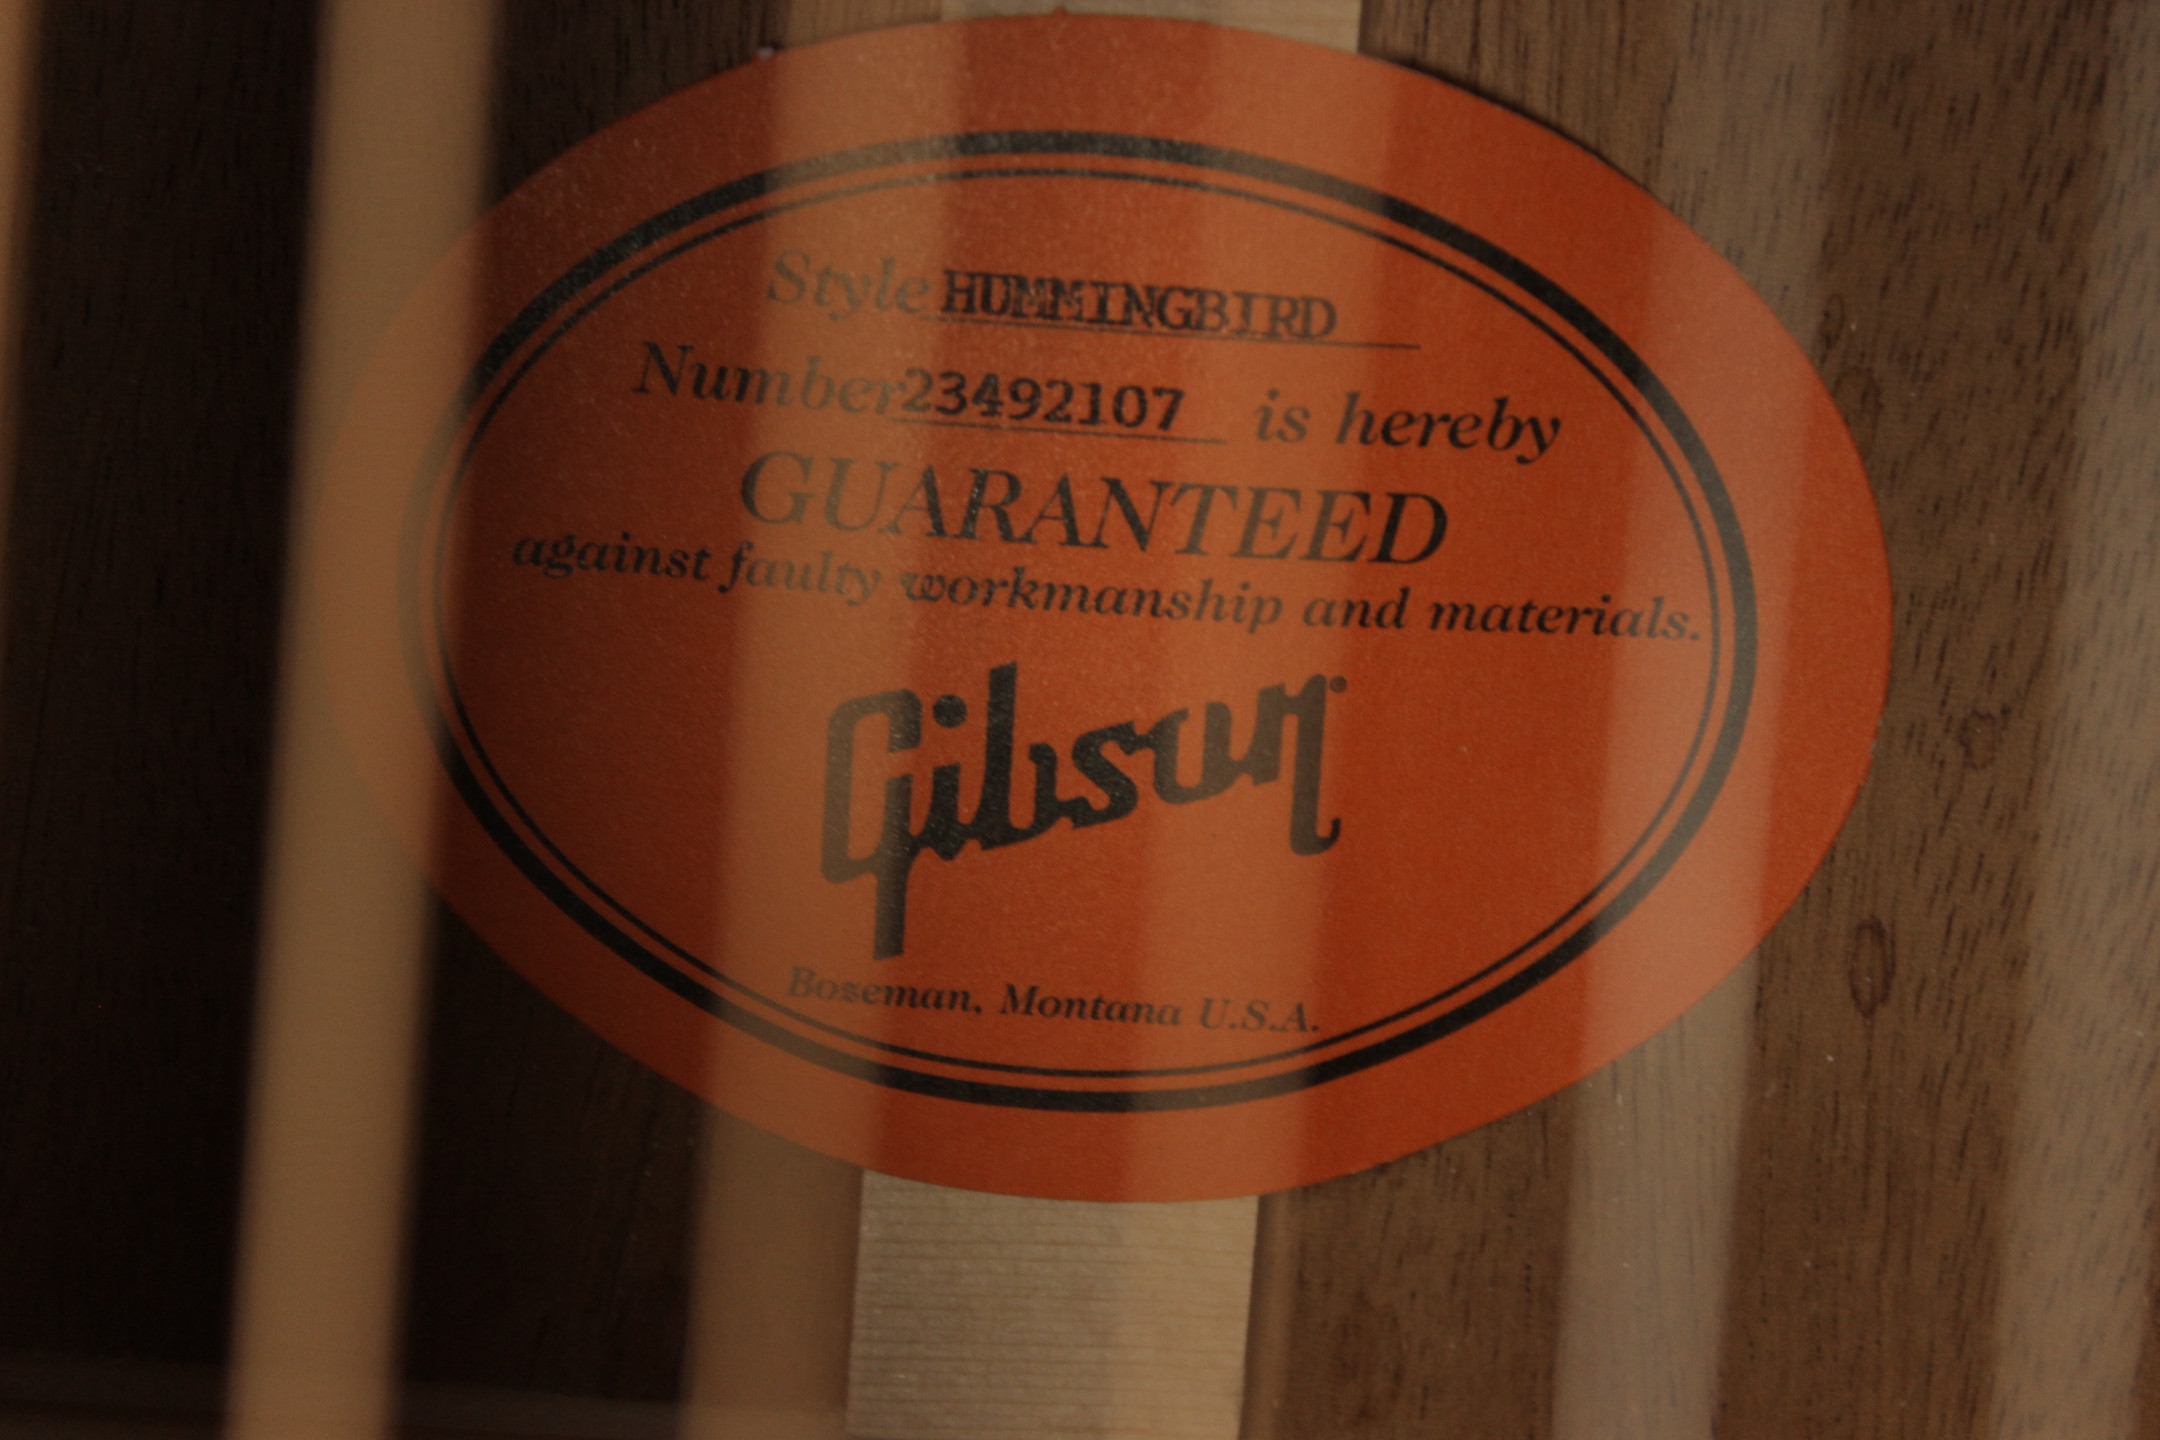 Style HUMMINGBIRD
Number 23492107 is hereby
GUARANTEED
against faulty workmanship and materials.
Gibson
Bozeman, Montana U.S.A.